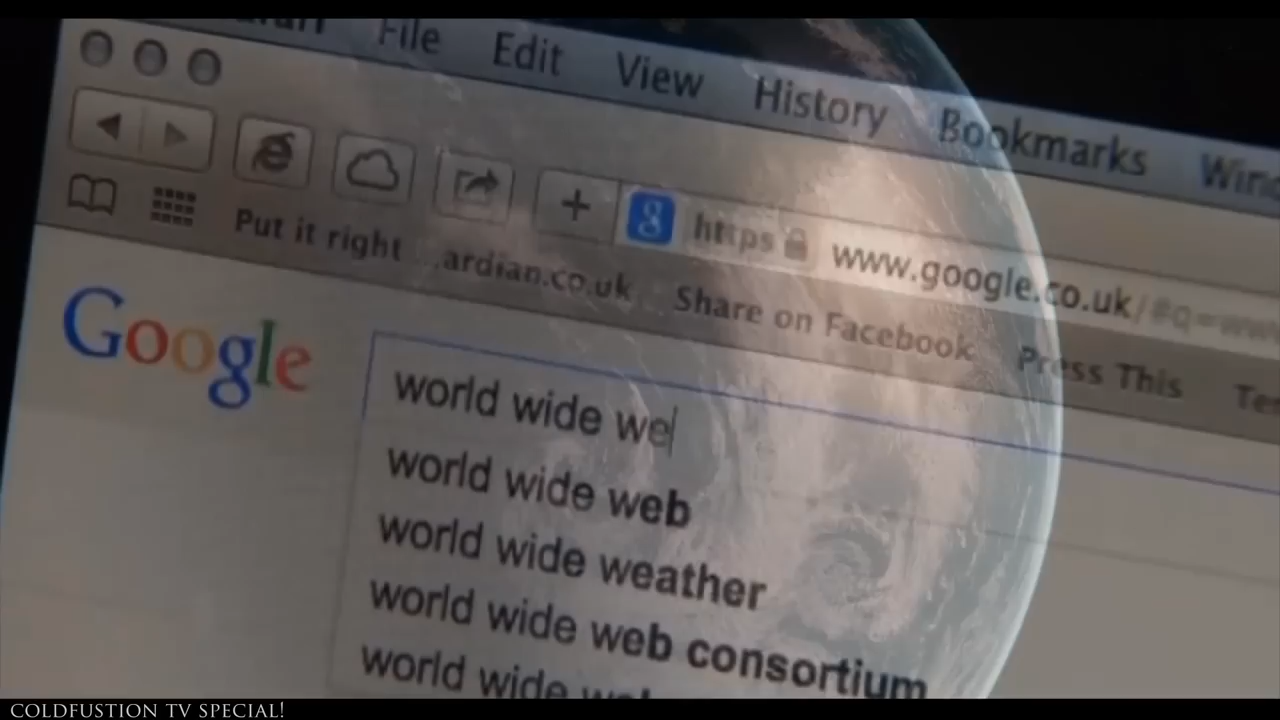 File Edit View History Bookmarks
https www.google.co.uk/#q=
Put it right ...ardian.co.uk Share on Facebook Press This
Google
world wide we
world wide web
world wide weather
world wide web consortium
world wide
COLDFUSTION TV SPECIAL!